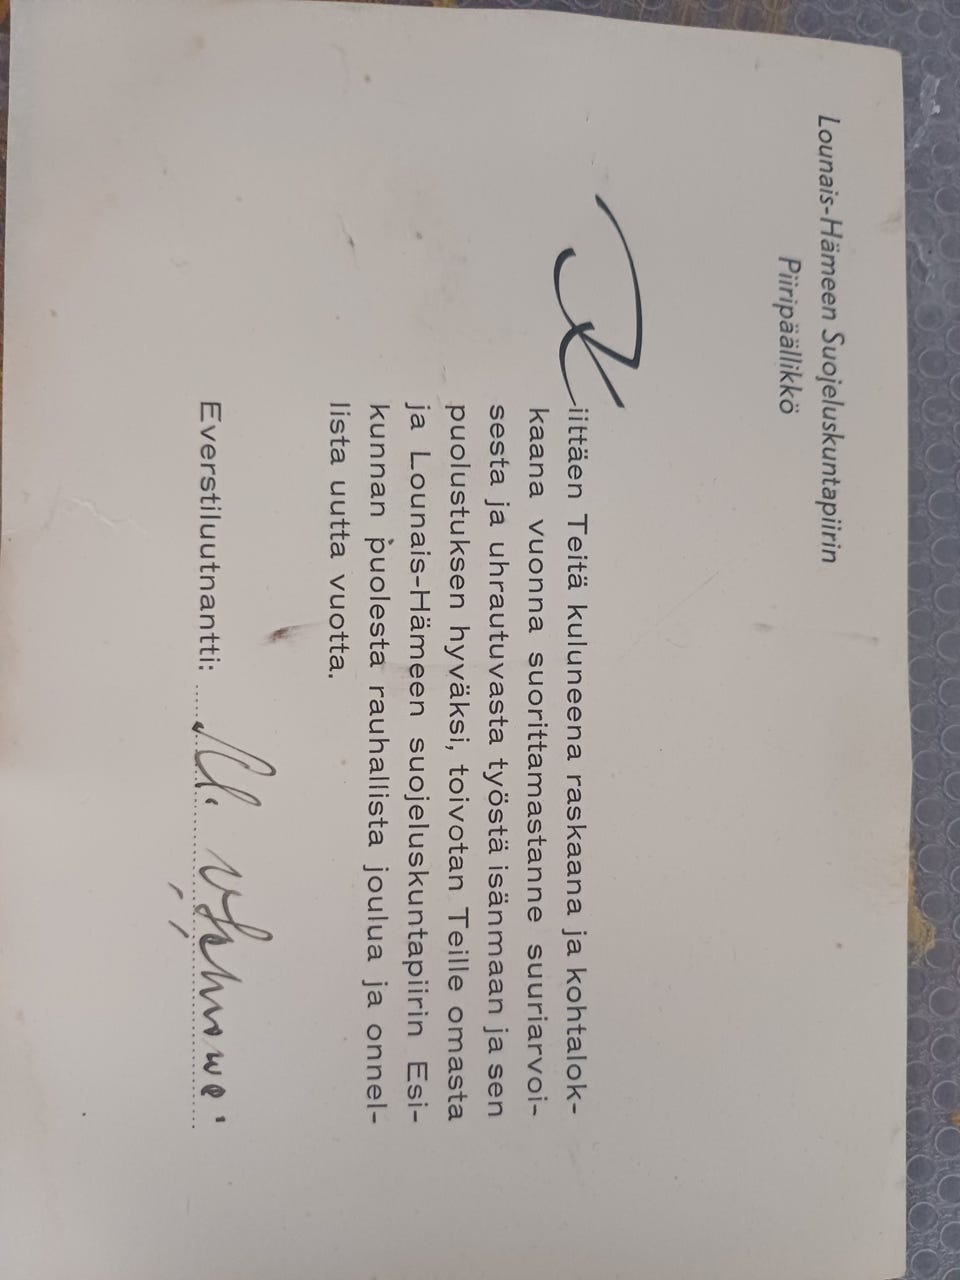 Lounais-Hämeen Suojeluskuntapiirin
Piiripäällikkö
Kiittäen Teitä kuluneena raskaana ja kohtalok-
kaana vuonna suorittamastanne suuriarvoi-
sesta ja uhrautuvasta työstä isänmaan ja sen
puolustuksen hyväksi, toivotan Teille omasta
ja Lounais-Hämeen suojeluskuntapiirin Esi-
kunnan puolesta rauhallista joulua ja onnel-
lista uutta vuotta.
Everstiluutnantti: